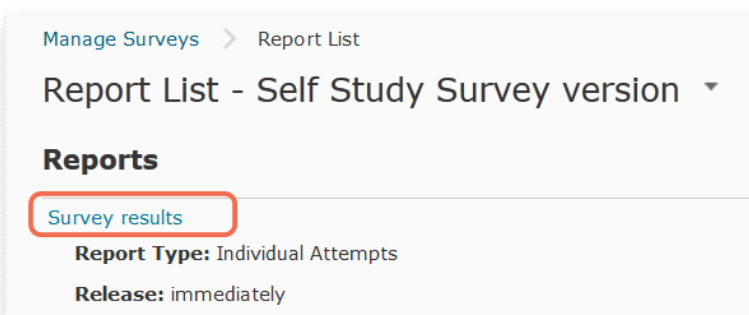 Manage Surveys > Report List
Report List - Self Study Survey version
Reports
Survey results
Report Type: Individual Attempts
Release: immediately